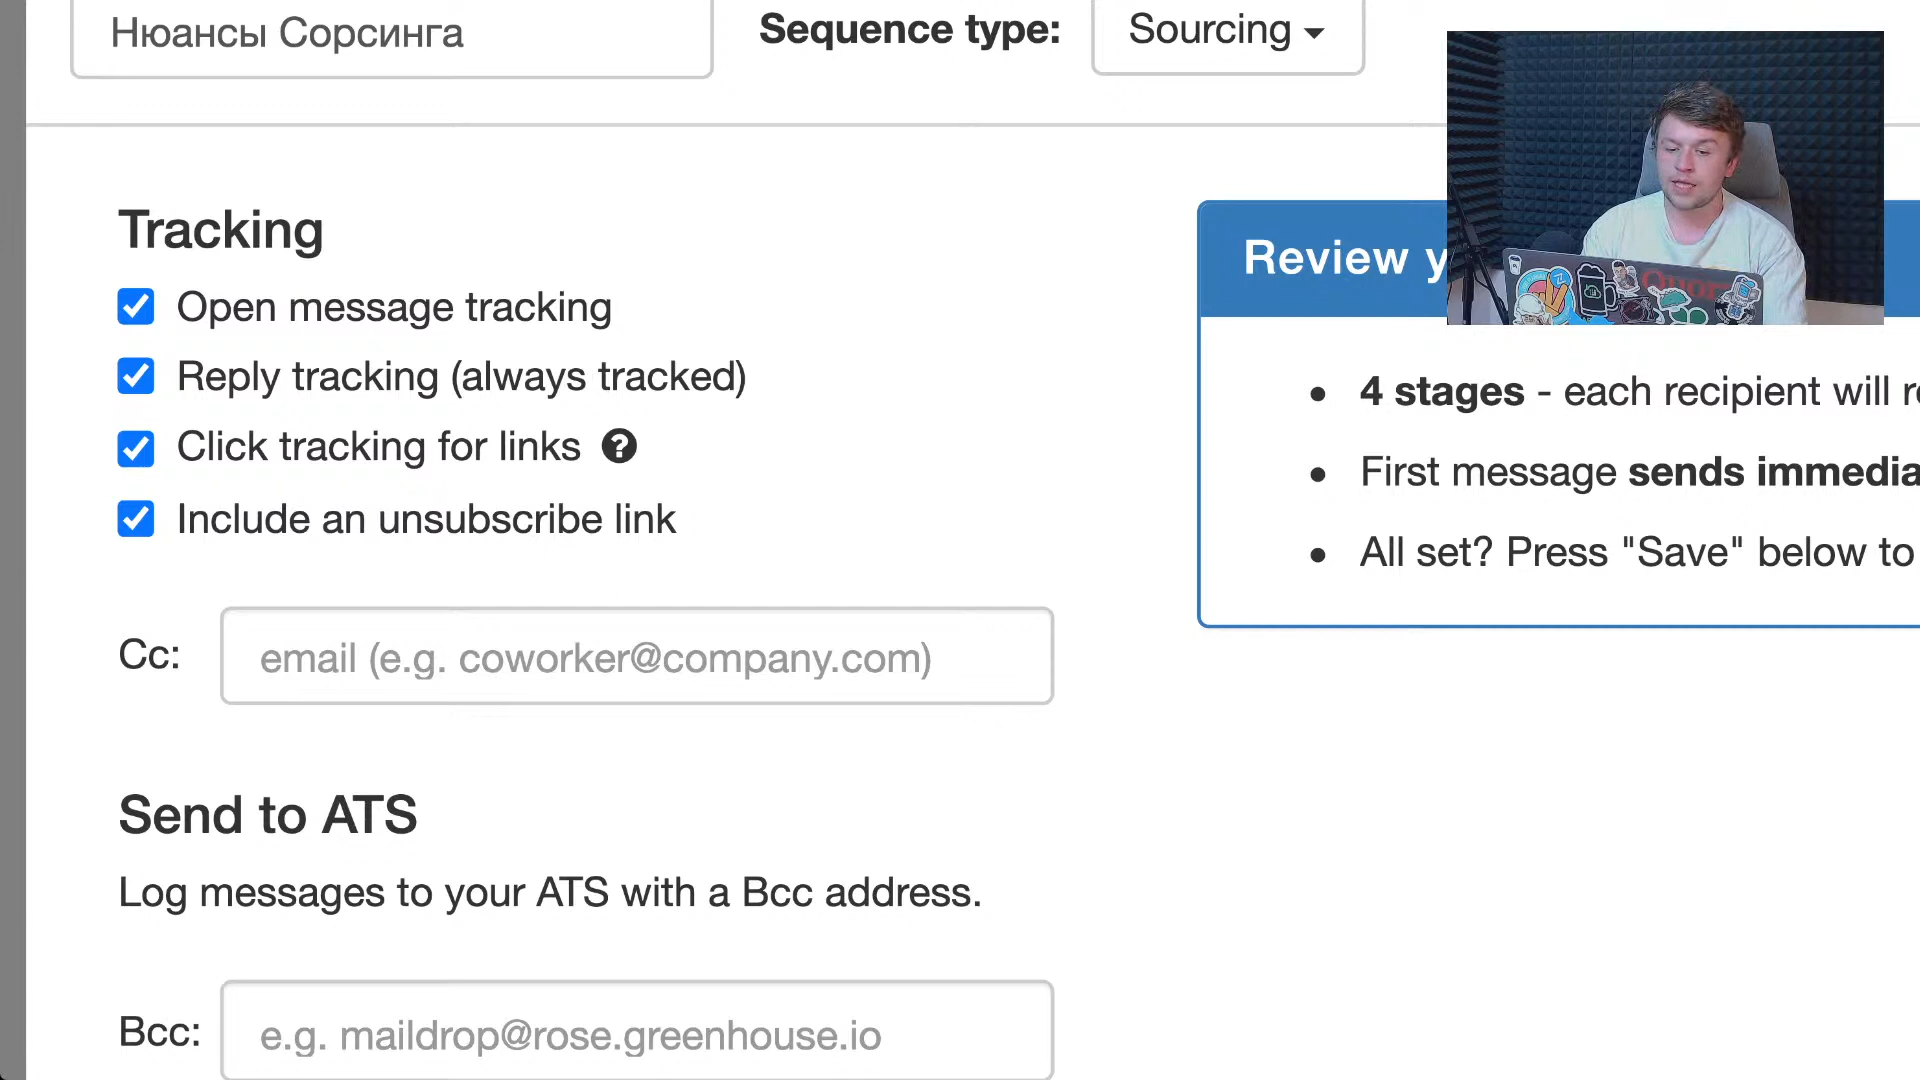 Нюансы Сорсинга
Sequence type:
Sourcing
Tracking
Open message tracking
Reply tracking (always tracked)
Click tracking for links
Include an unsubscribe link
Cc:
email (e.g. coworker@company.com)
Send to ATS
Log messages to your ATS with a Bcc address.
Bcc:
e.g. maildrop@rose.greenhouse.io
Review y
4 stages - each recipient will r
First message sends immedia
All set? Press "Save" below to